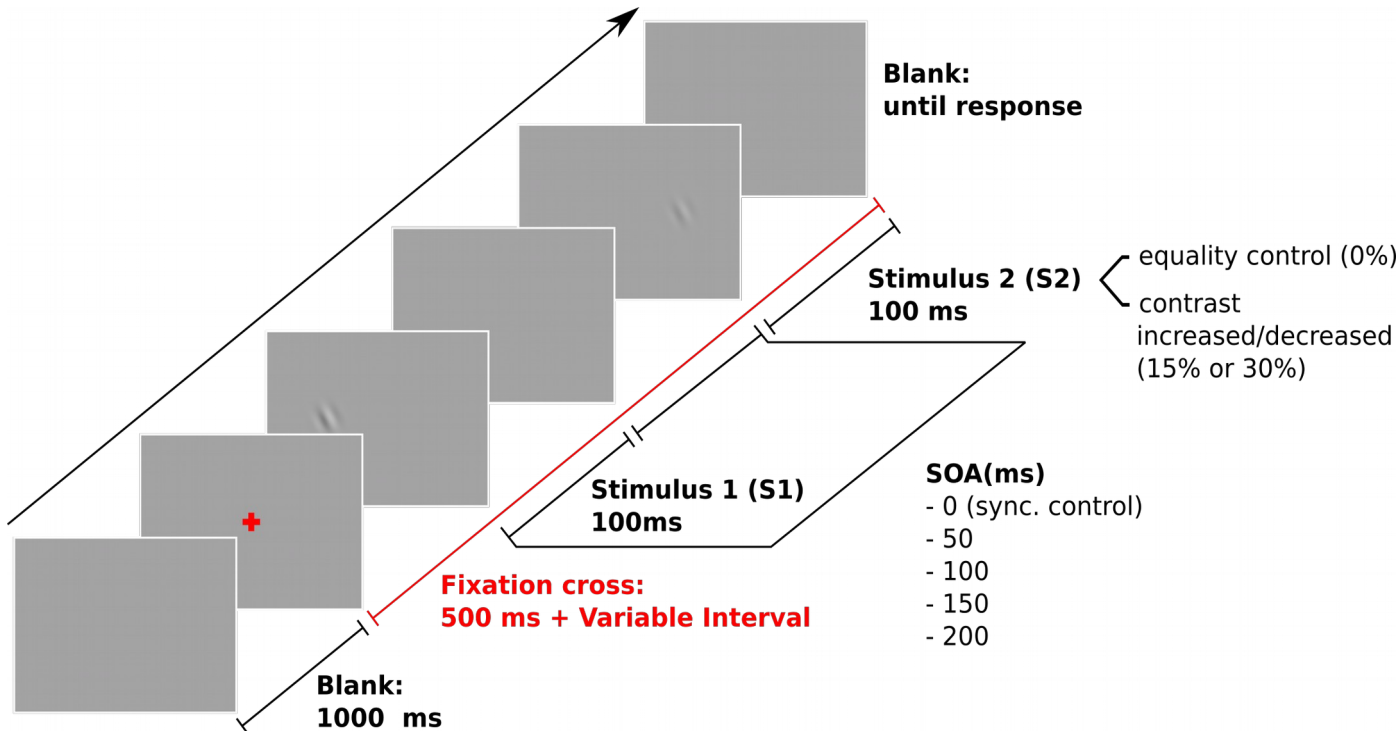 Blank:
until response
Stimulus 2 (S2)
100 ms
equality control (0%)
contrast
increased/decreased
(15% or 30%)
Stimulus 1 (S1)
100ms
SOA(ms)
- 0 (sync. control)
- 50
- 100
- 150
- 200
Fixation cross:
500 ms + Variable Interval
Blank:
1000  ms